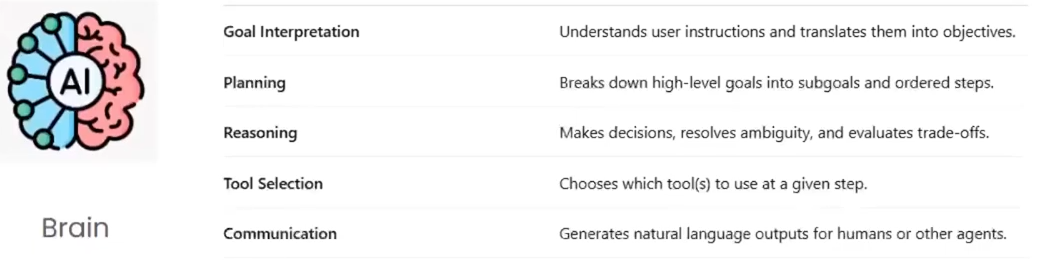 Goal Interpretation Understands user instructions and translates them into objectives.
Planning Breaks down high-level goals into subgoals and ordered steps.
AI
Reasoning Makes decisions, resolves ambiguity, and evaluates trade-offs.
Tool Selection Chooses which tool(s) to use at a given step.
Brain
Communication Generates natural language outputs for humans or other agents.